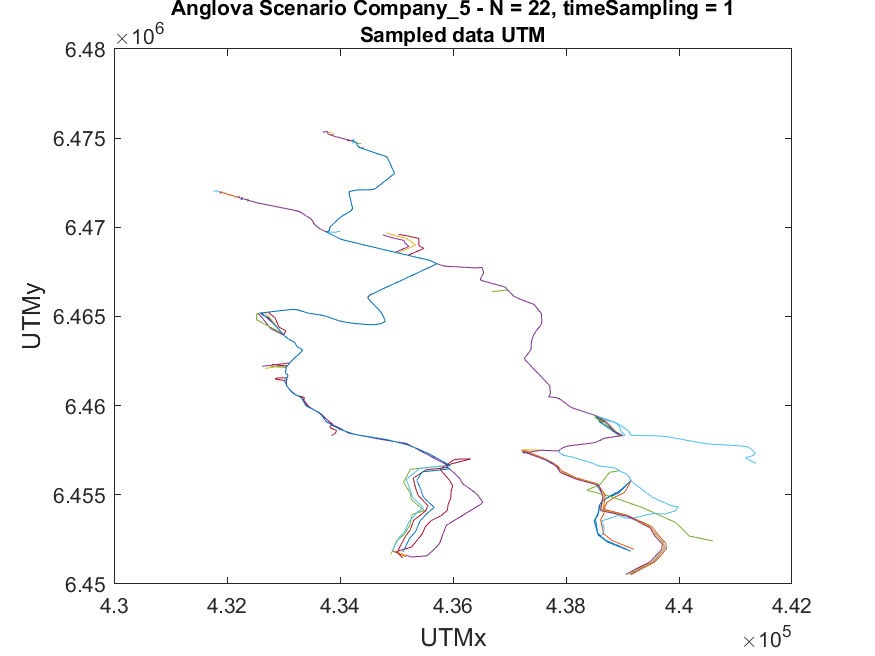 Anglova Scenario Company_5 - N = 22, timeSampling = 1
Sampled data UTM
×10^6
6.48
6.475
6.47
6.465
6.46
6.455
6.45
UTMy
4.3 4.32 4.34 4.36 4.38 4.4 4.42
UTMx
×10^5